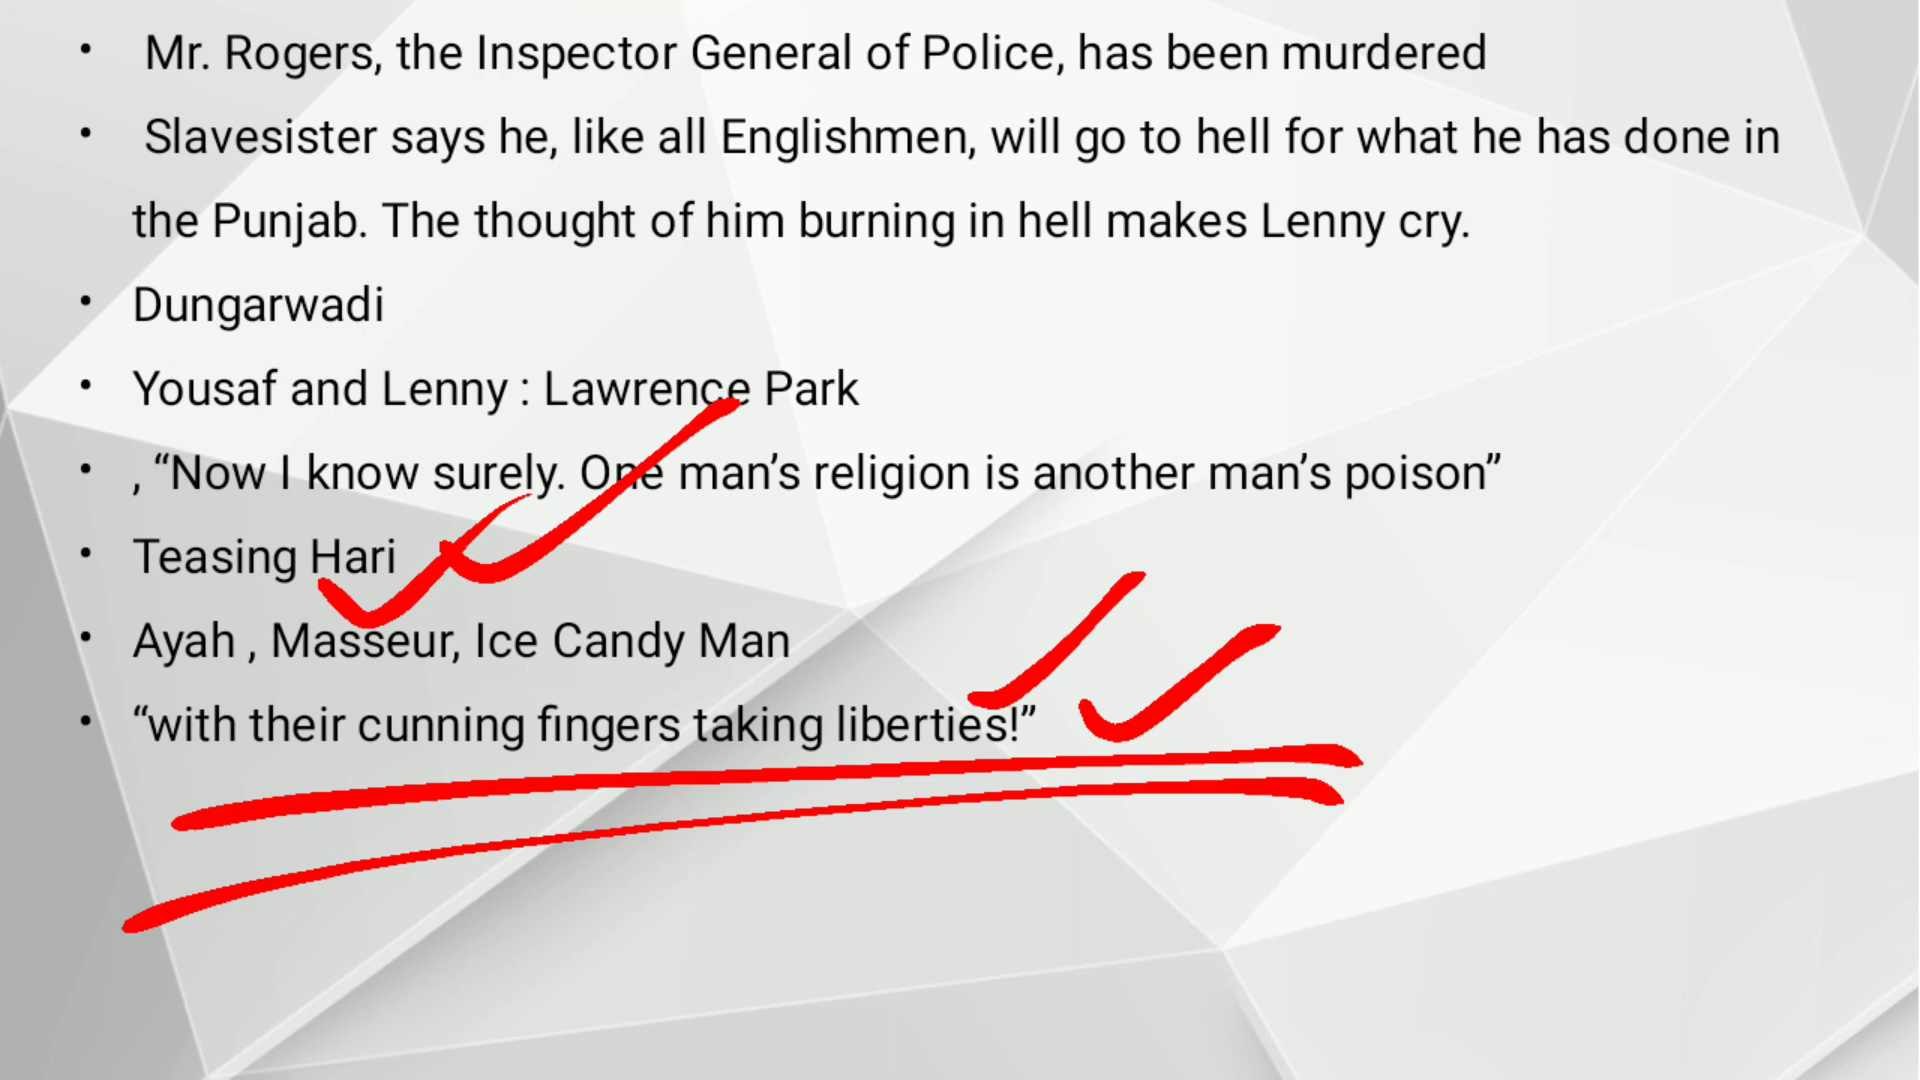 • Mr. Rogers, the Inspector General of Police, has been murdered
• Slavesister says he, like all Englishmen, will go to hell for what he has done in
the Punjab. The thought of him burning in hell makes Lenny cry.
• Dungarwadi
• Yousaf and Lenny : Lawrence Park
• , “Now I know surely. One man’s religion is another man’s poison”
• Teasing Hari
• Ayah , Masseur, Ice Candy Man
• “with their cunning fingers taking liberties!”